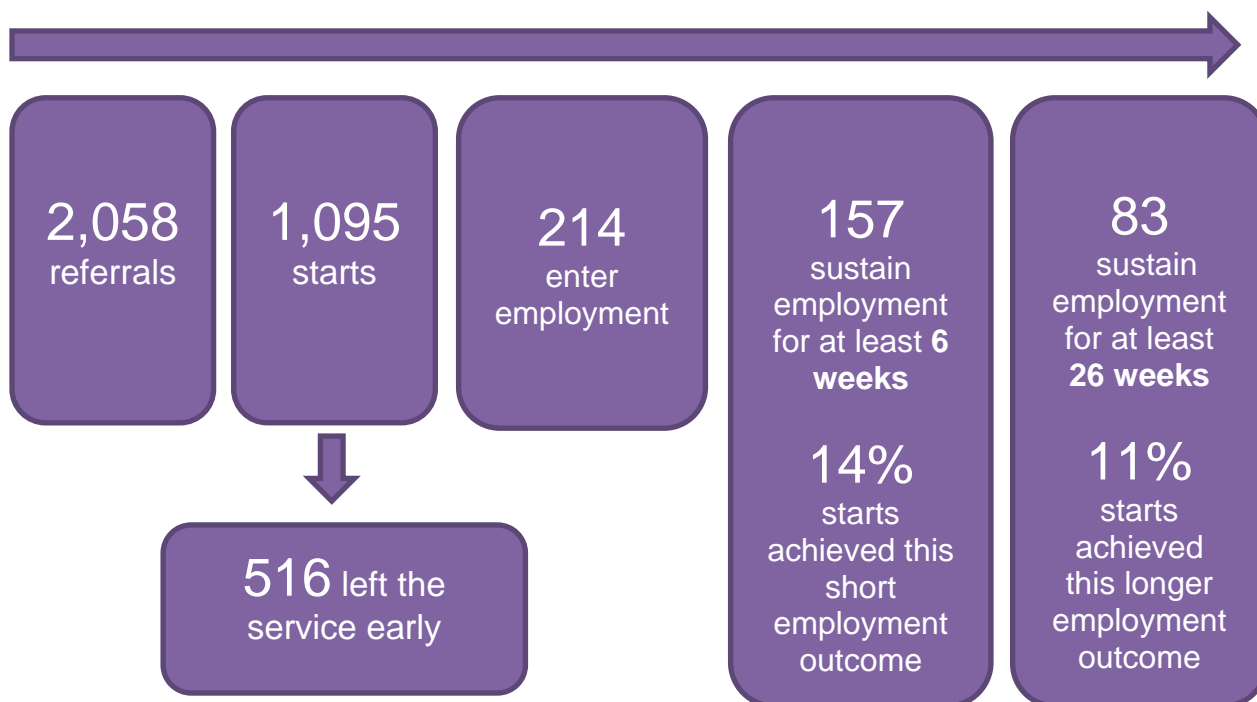 2,058
referrals
1,095
starts
214
enter
employment
157
sustain
employment
for at least 6
weeks
14%
starts
achieved this
short
employment
outcome
83
sustain
employment
for at least
26 weeks
11%
starts
achieved
this longer
employment
outcome
516 left the
service early